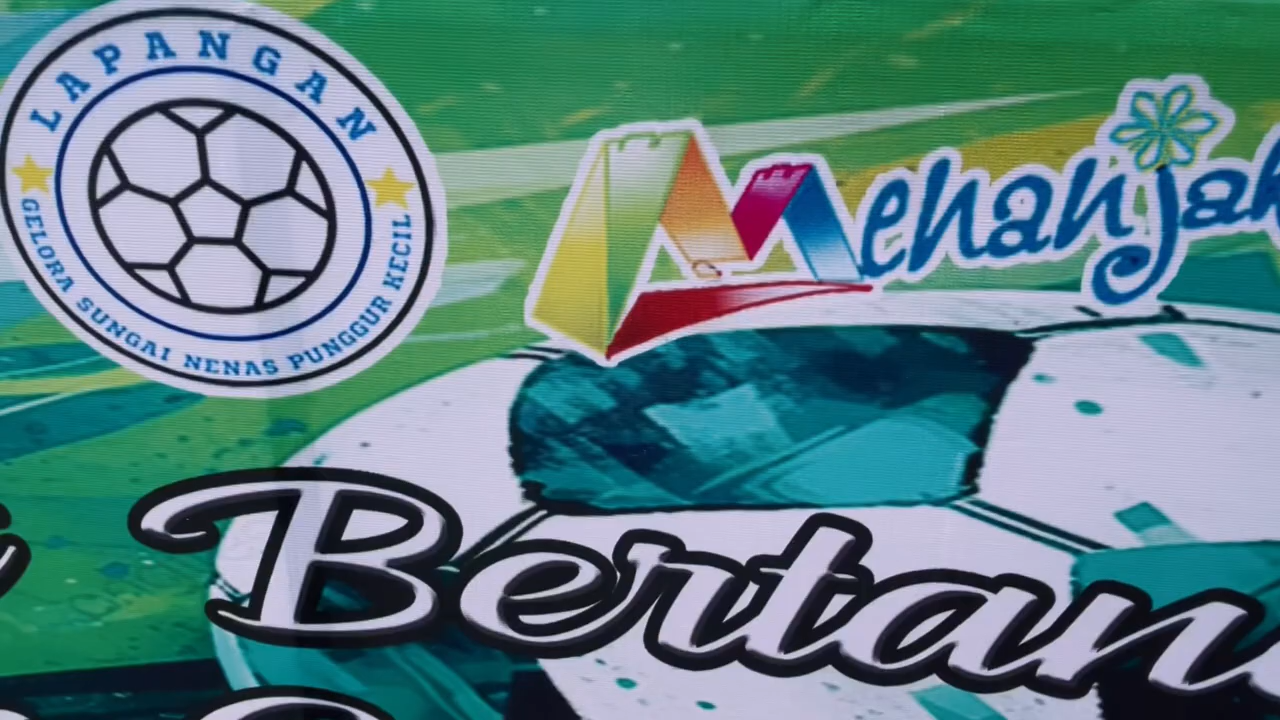 LAPANGAN
GELORA SUNGAI NENAS PUNGGUR KECIL
Menanjak
Bertan